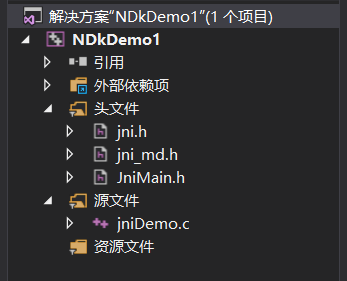 解决方案"NDkDemo1"(1 个项目)
NDkDemo1
引用
外部依赖项
头文件
jni.h
jni_md.h
JniMain.h
源文件
jniDemo.c
资源文件